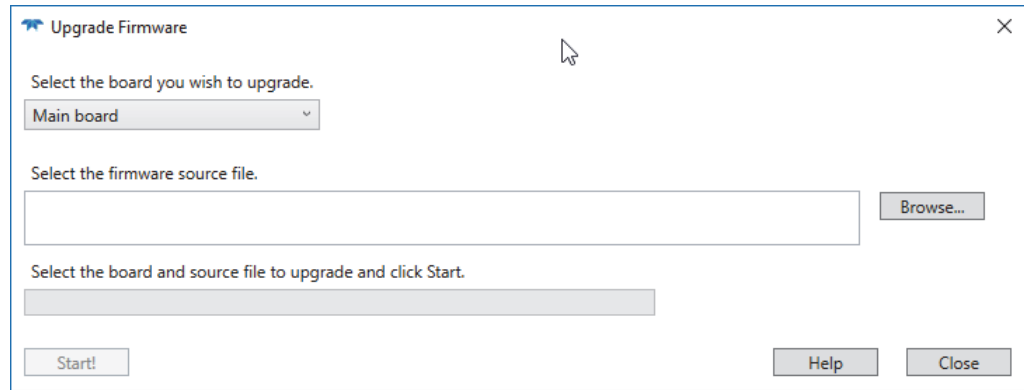 Upgrade Firmware
Select the board you wish to upgrade.
Main board
Select the firmware source file.
Browse...
Select the board and source file to upgrade and click Start.
Start!
Help
Close